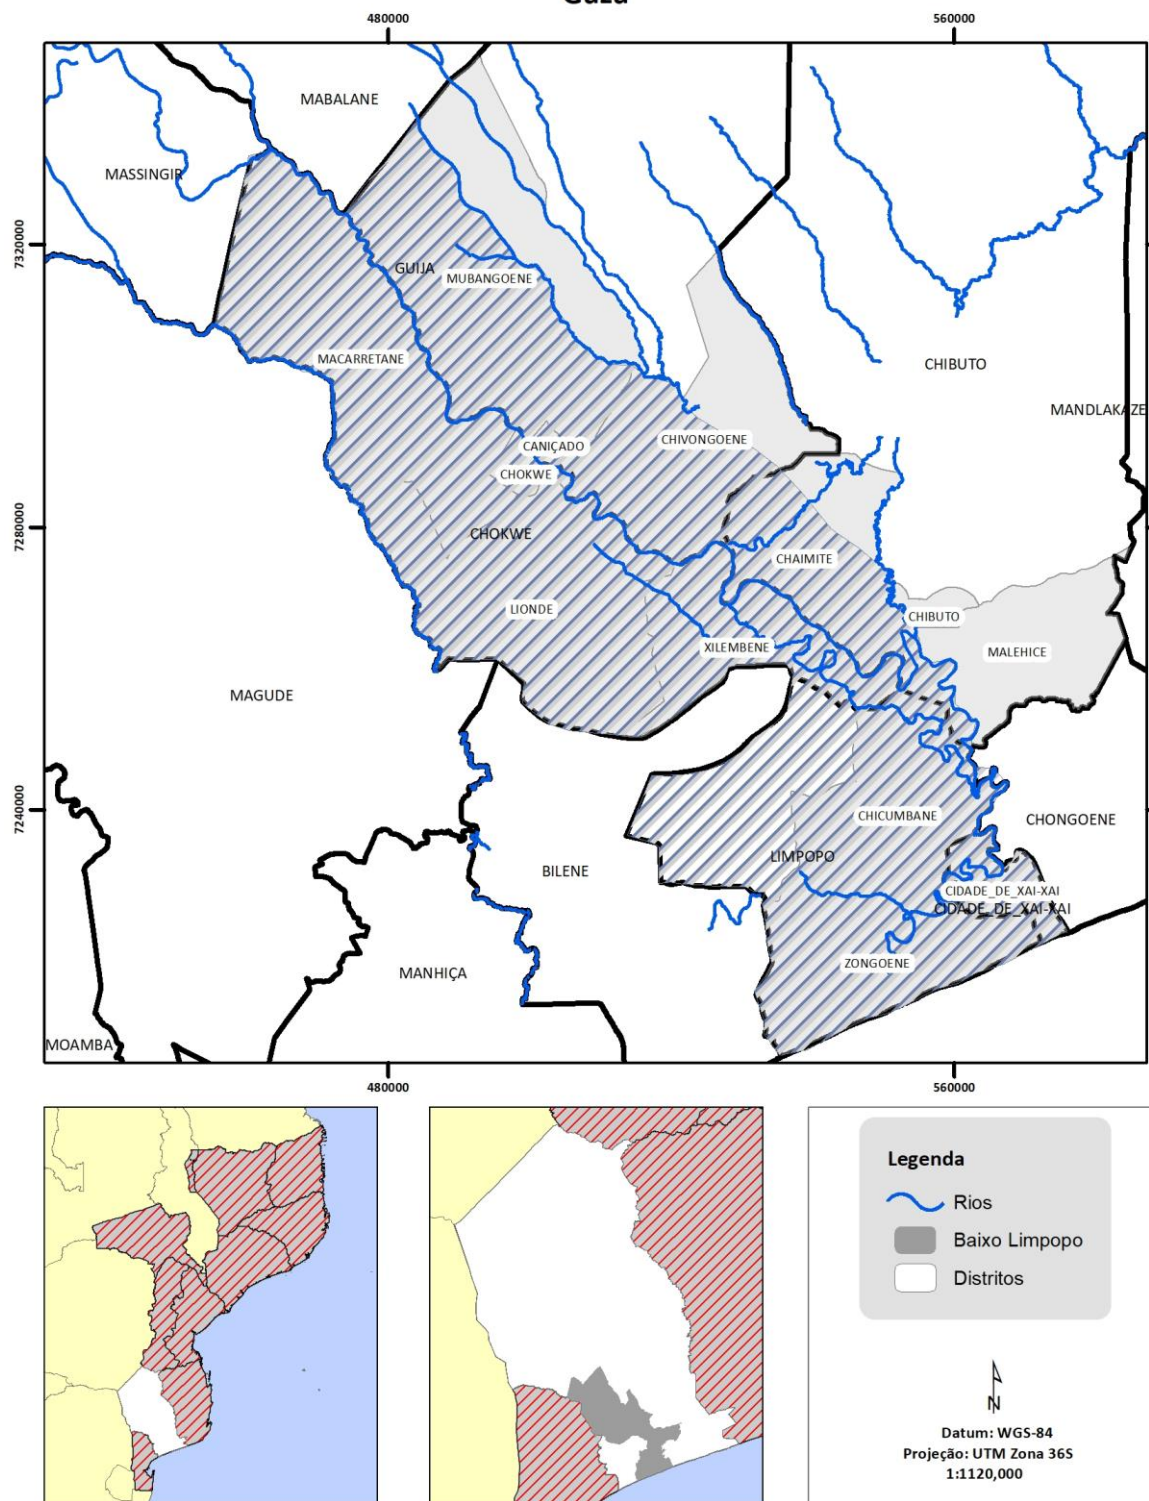 Gaza
480000
560000
MABALANE
MASSINGIR
7320000
GUIJA
MUBANGOENE
MACARRETANE
CHIBUTO
MANDLAKAZE
CANIÇADO
CHIVONGOENE
CHOKWE
7280000
CHOKWE
CHAIMITE
LIONDE
CHIBUTO
XILEMBENE
MALEHICE
MAGUDE
7240000
CHICUMBANE
CHONGOENE
LIMPOPO
BILENE
CIDADE_DE_XAI-XAI
CIDADE_DE_XAI-XAI
ZONGOENE
MANHIÇA
MOAMBA
480000
560000
Legenda
Rios
Baixo Limpopo
Distritos
N
Datum: WGS-84
Projeção: UTM Zona 36S
1:1120,000